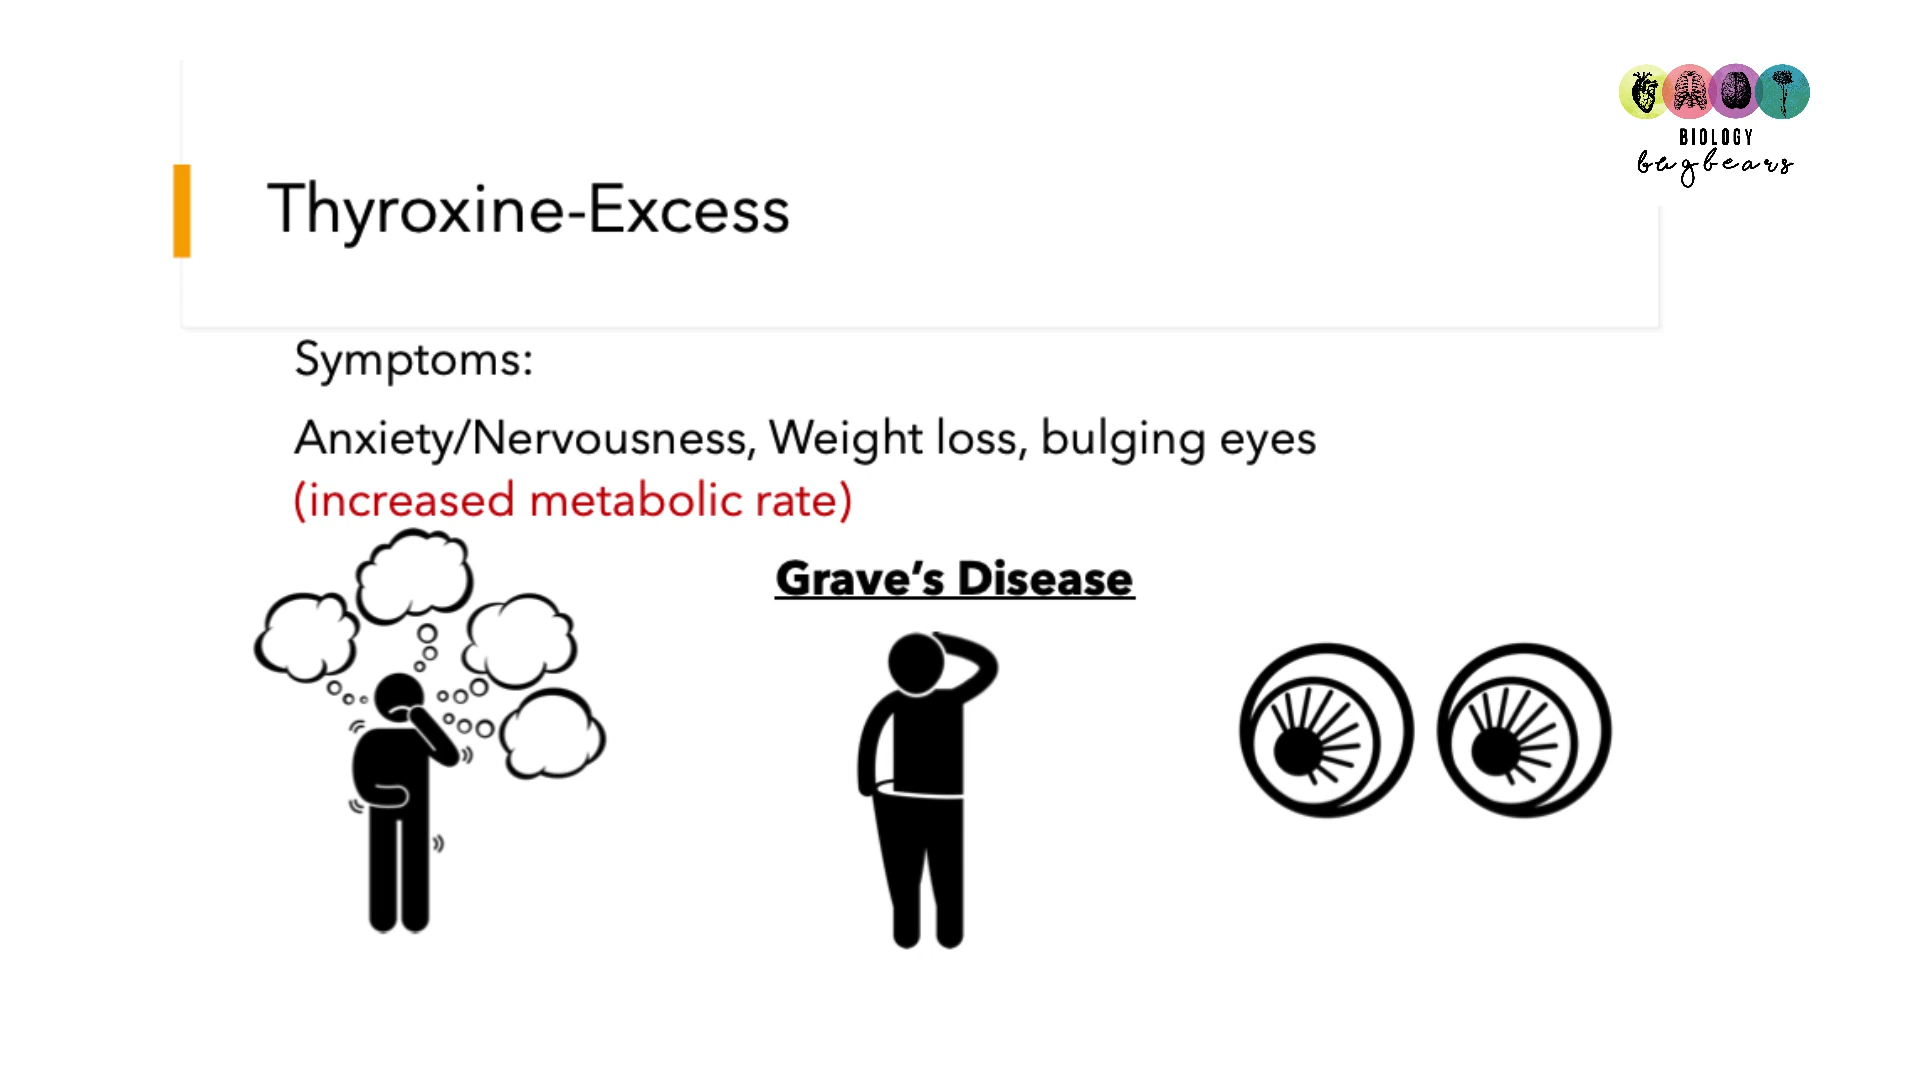 BIOLOGY
bugbears
Thyroxine-Excess
Symptoms:
Anxiety/Nervousness, Weight loss, bulging eyes
(increased metabolic rate)
Grave’s Disease